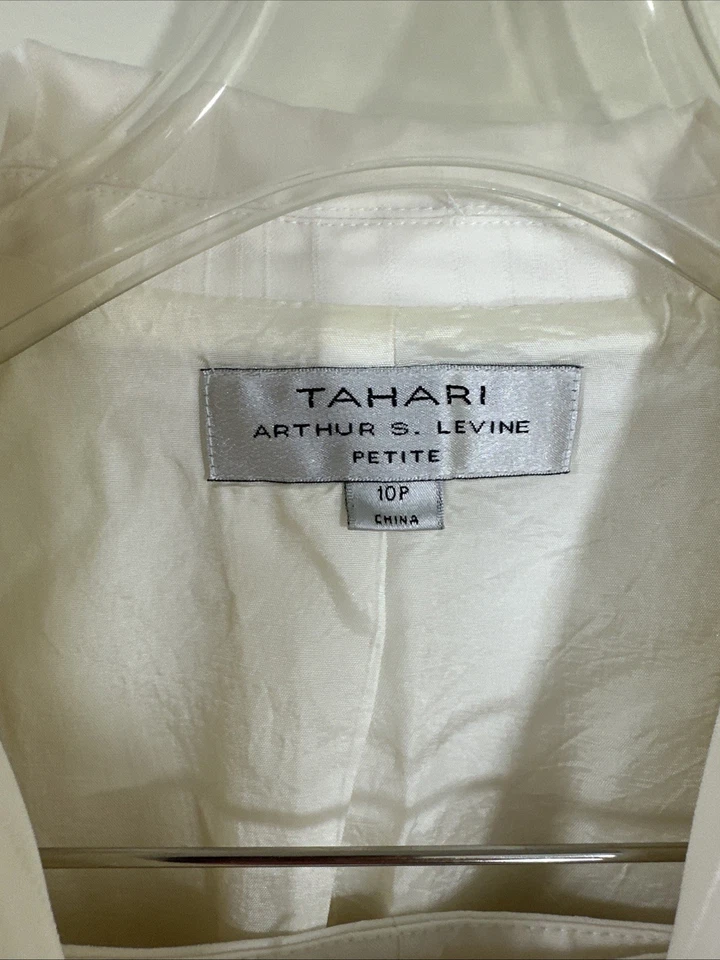 TAHARI
ARTHUR S. LEVINE
PETITE
10P
CHINA